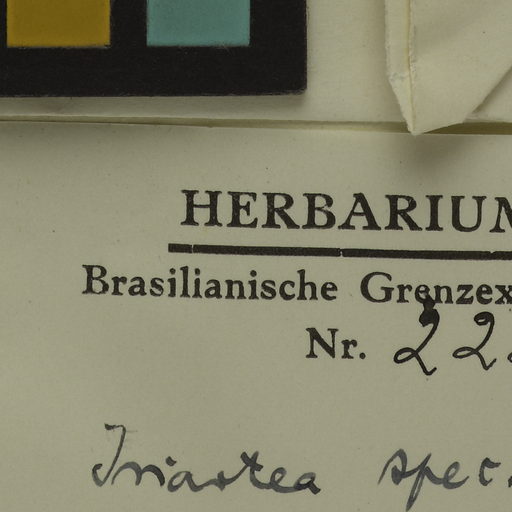 HERBARIUM
Brasilianische Grenzex
Nr. 22
Iriartea spec.